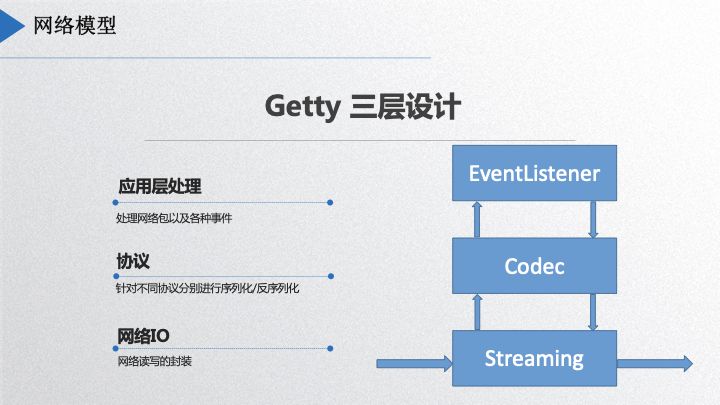 网络模型
Getty 三层设计
应用层处理
处理网络包以及各种事件
协议
针对不同协议分别进行序列化/反序列化
网络IO
网络读写的封装
EventListener
Codec
Streaming